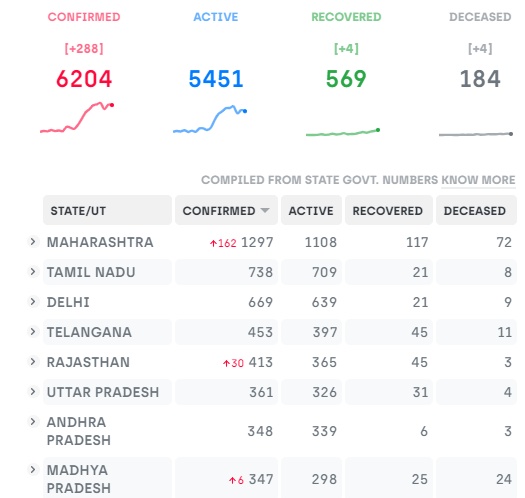 CONFIRMED ACTIVE RECOVERED DECEASED
[+288] [+4] [+4]
6204 5451 569 184
COMPILED FROM STATE GOVT. NUMBERS KNOW MORE
STATE/UT CONFIRMED ACTIVE RECOVERED DECEASED
MAHARASHTRA ↑162 1297 1108 117 72
TAMIL NADU 738 709 21 8
DELHI 669 639 21 9
TELANGANA 453 397 45 11
RAJASTHAN ↑30 413 365 45 3
UTTAR PRADESH 361 326 31 4
ANDHRA
PRADESH 348 339 6 3
MADHYA
PRADESH ↑6 347 298 25 24